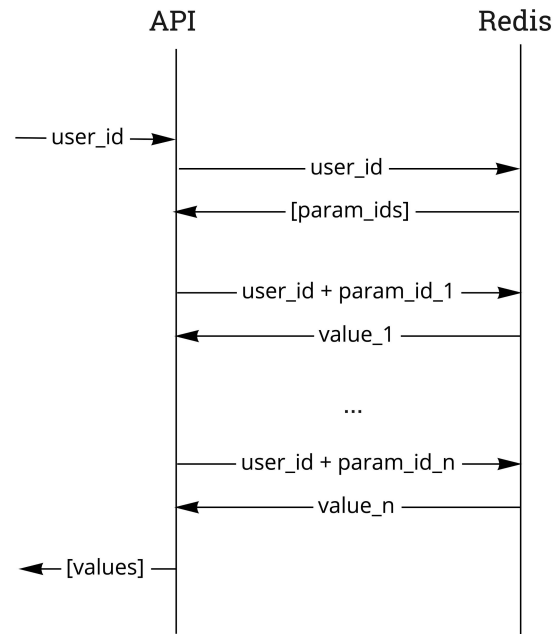 API
Redis
user_id
user_id
[param_ids]
user_id + param_id_1
value_1
...
user_id + param_id_n
value_n
[values]